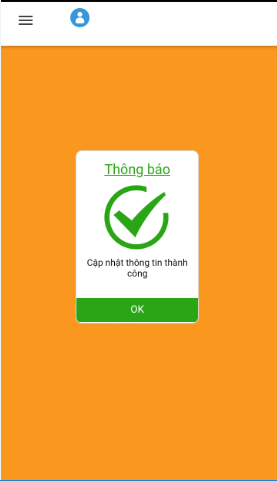 Thông báo
Cập nhật thông tin thành
công
OK